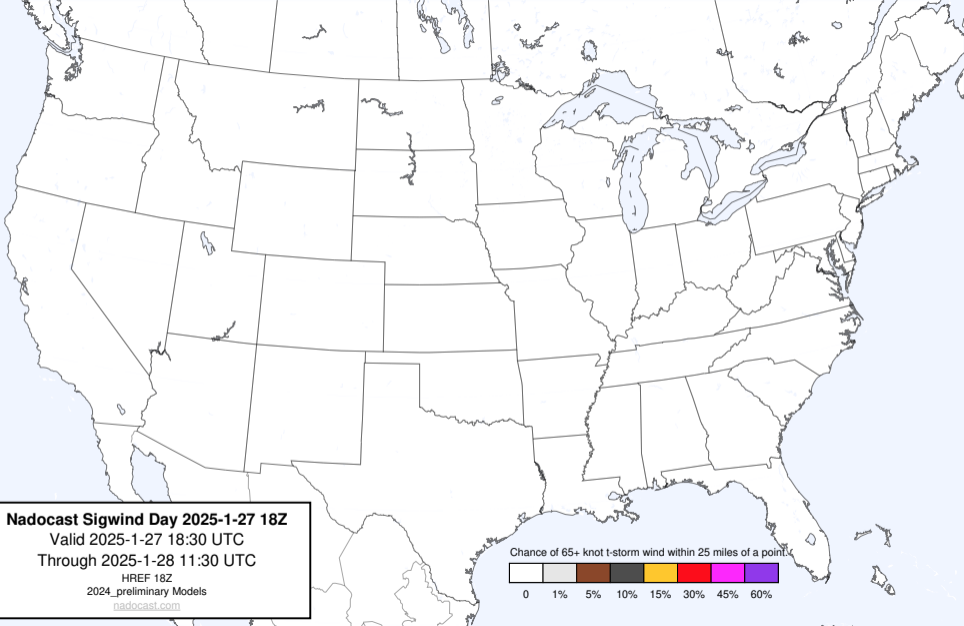 Nadocast Sigwind Day 2025-1-27 18Z
Valid 2025-1-27 18:30 UTC
Through 2025-1-28 11:30 UTC
HREF 18Z
2024_preliminary Models
nadocast.com
Chance of 65+ knot t-storm wind within 25 miles of a point.
0 1% 5% 10% 15% 30% 45% 60%